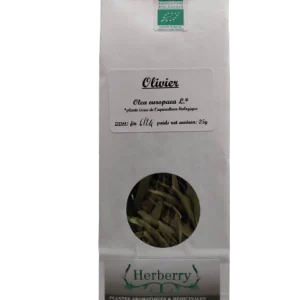 Olivier
Olea europaea L.*
*plante issue de l'agriculture biologique
DDM: fin poids net environ: 25g
Herberry
PLANTES AROMATIQUES & MEDICINALES